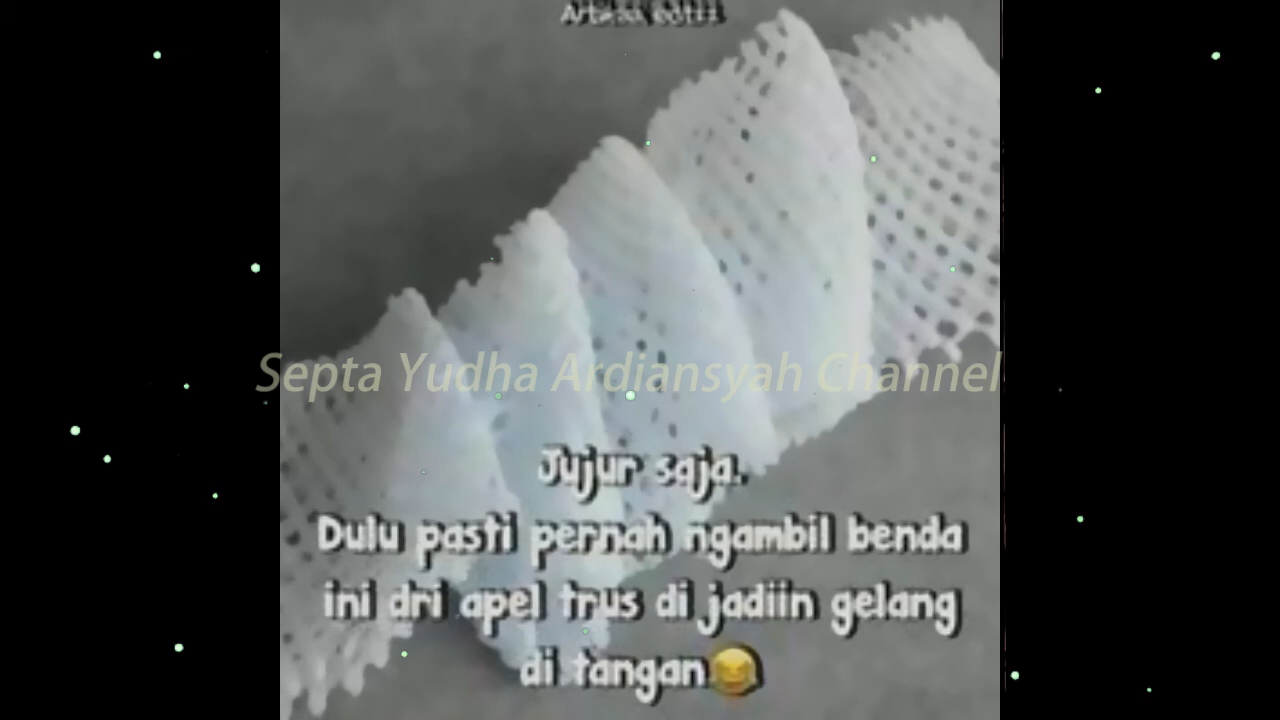 Septa Yudha Ardiansyah Channel
Jujur saja.
Dulu pasti pernah ngambil benda
ini dri apel trus di jadiin gelang
di tangan😆